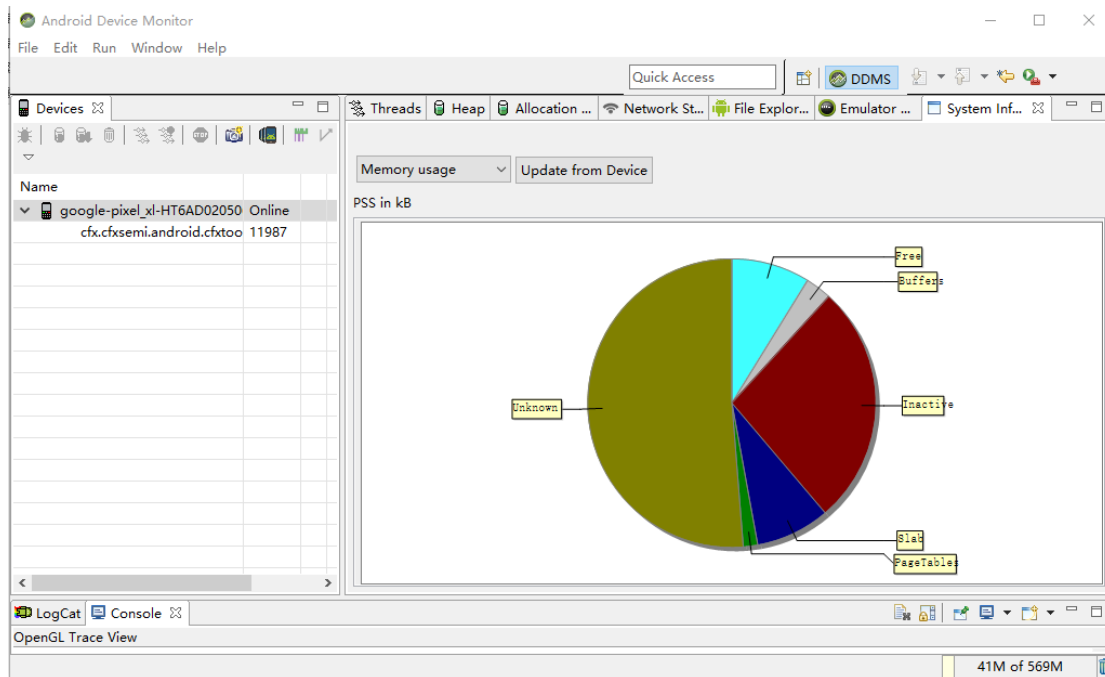 Android Device Monitor
File Edit Run Window Help
Quick Access
DDMS
Devices
Threads Heap Allocation ... Network St... File Explor... Emulator ... System Inf...
Memory usage
Update from Device
Name
google-pixel_xl-HT6AD02050 Online
cfx.cfxsemi.android.cfxtoo 11987
PSS in kB
Free
Buffers
Unknown
Inactive
Slab
PageTables
LogCat Console
OpenGL Trace View
41M of 569M